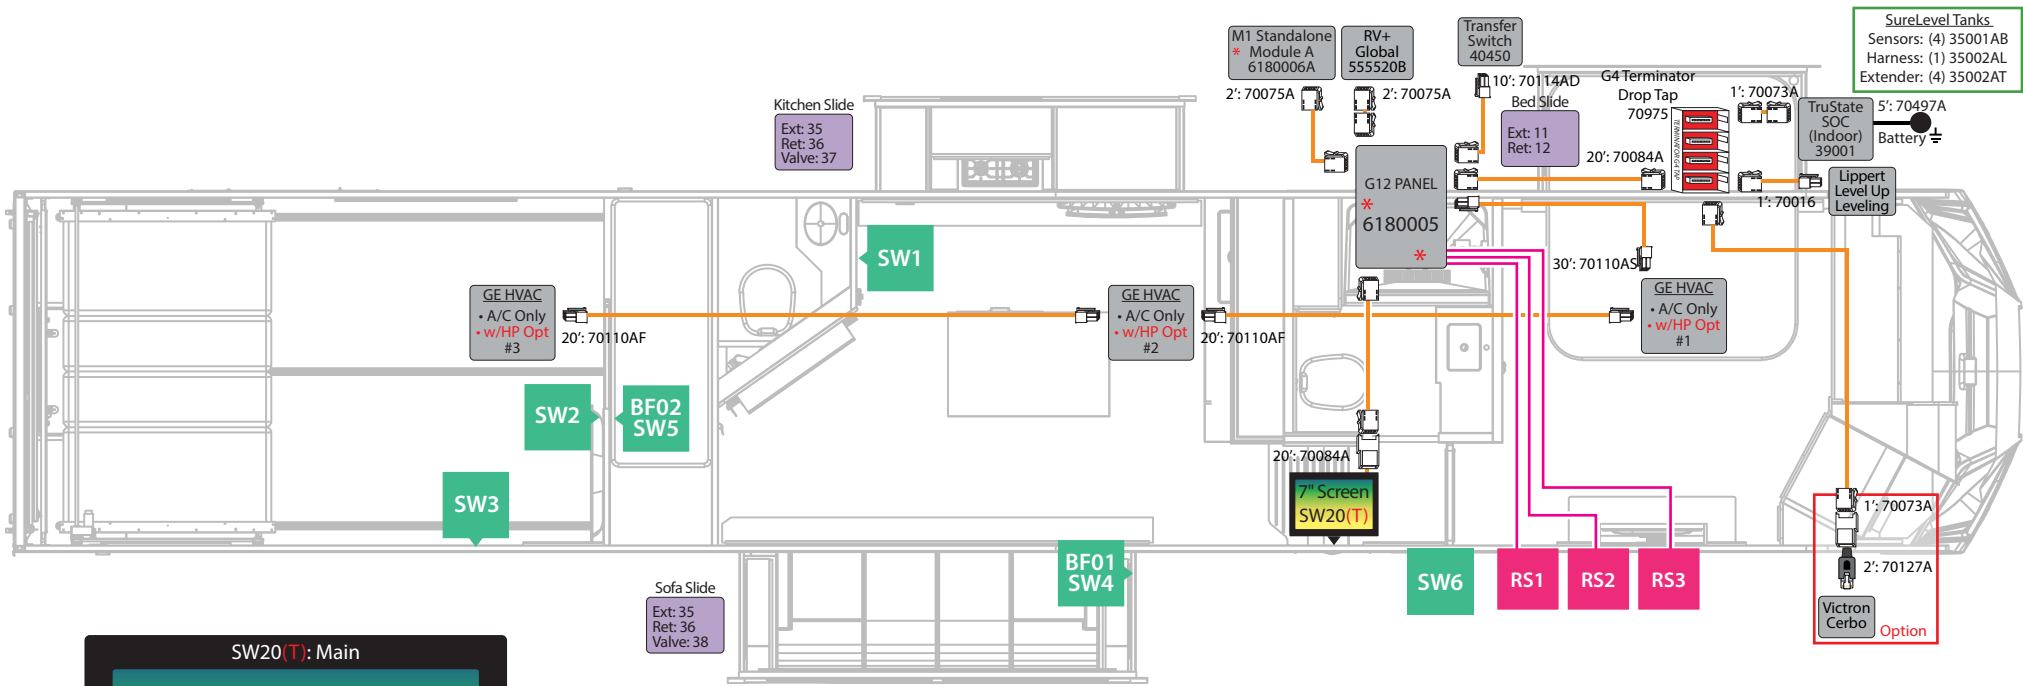 M1 Standalone
* Module A
6180006A
RV+
Global
555520B
Transfer
Switch
40450
SureLevel Tanks
Sensors: (4) 35001AB
Harness: (1) 35002AL
Extender: (4) 35002AT
2': 70075A
2': 70075A
10': 70114AD
G4 Terminator
Drop Tap
70975
1': 70073A
TruState
SOC
(Indoor)
39001
5': 70497A
Battery
Kitchen Slide
Ext: 35
Ret: 36
Valve: 37
Bed Slide
Ext: 11
Ret: 12
20': 70084A
TERMINATOR G4 TAP
G12 PANEL
*
6180005
*
1': 70016
Lippert
Level Up
Leveling
SW1
30': 70110AS
GE HVAC
• A/C Only
• w/HP Opt
#3
20': 70110AF
GE HVAC
• A/C Only
• w/HP Opt
#2
20': 70110AF
GE HVAC
• A/C Only
• w/HP Opt
#1
SW2
BF02
SW5
SW3
20': 70084A
7" Screen
SW20(T)
1': 70073A
2': 70127A
Victron
Cerbo
Option
BF01
SW4
SW6
RS1
RS2
RS3
Sofa Slide
Ext: 35
Ret: 36
Valve: 38
SW20(T): Main